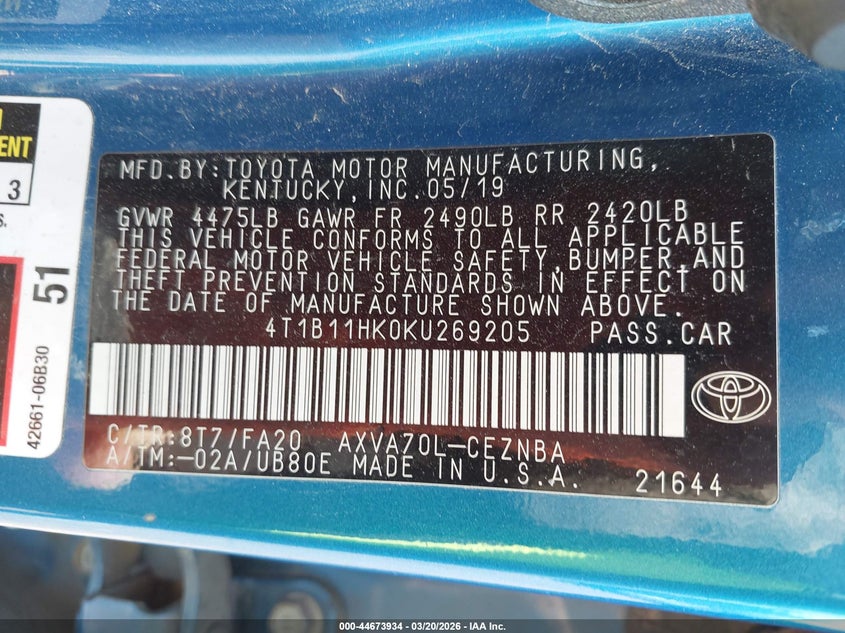 ENT
3
s.
51
42661-06B30
MFD.BY:TOYOTA MOTOR MANUFACTURING,
KENTUCKY,INC.05/19
GVWR 4475LB GAWR FR 2490LB RR 2420LB
THIS VEHICLE CONFORMS TO ALL APPLICABLE
FEDERAL MOTOR VEHICLE SAFETY,BUMPER,AND
THEFT PREVENTION STANDARDS IN EFFECT ON
THE DATE OF MANUFACTURE SHOWN ABOVE.
4T1B11HK0KU269205 PASS.CAR
C/TR:8T7/FA20 AXVA70L-CEZNBA
A/TM:-02A/UB80E MADE IN U.S.A. 21644
000-44673934 - 03/20/2026 - IAA Inc.